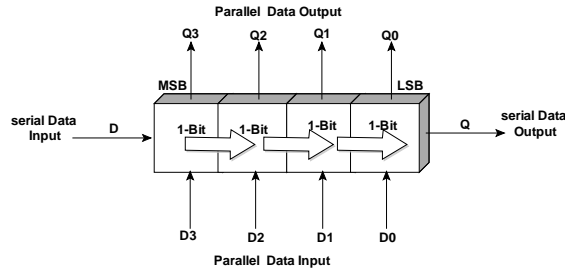 Parallel Data Output
Q3 Q2 Q1 Q0
MSB LSB
serial Data Input
D
1-Bit 1-Bit 1-Bit 1-Bit
Q
serial Data Output
D3 D2 D1 D0
Parallel Data Input